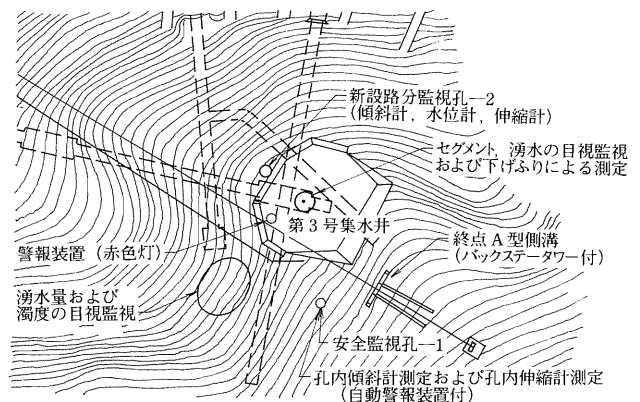 新設路分監視孔—2
(傾斜計,水位計,伸縮計)
セグメント,湧水の目視監視
および下げふりによる測定
第3号集水井
警報装置(赤色灯)
終点A型側溝
(バックステータワー付)
湧水量および
濁度の目視監視
安全監視孔—1
孔内傾斜計測定および孔内伸縮計測定
(自動警報装置付)